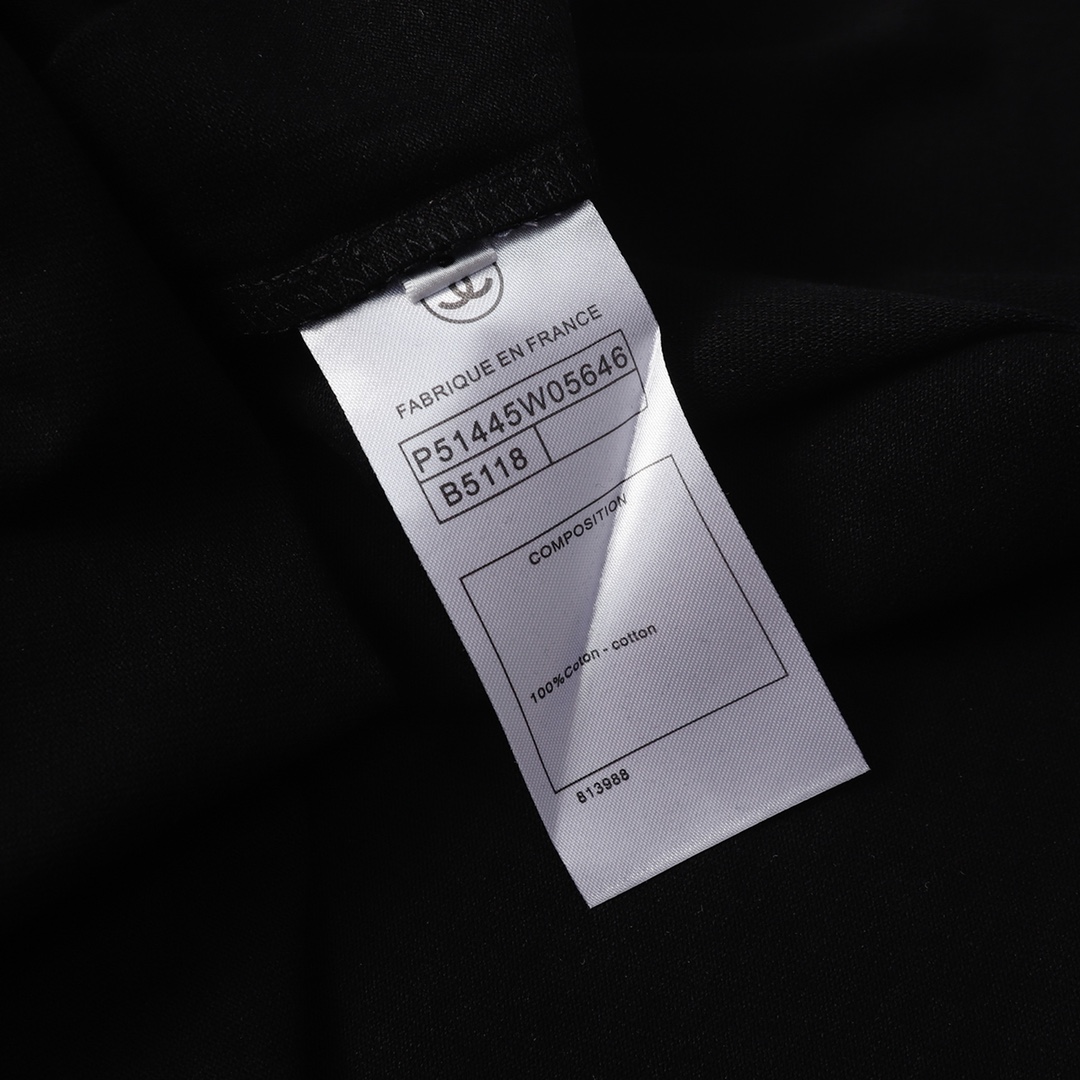 FABRIQUE EN FRANCE
P51445W05646
B5118
COMPOSITION
100%Coton - cotton
813988